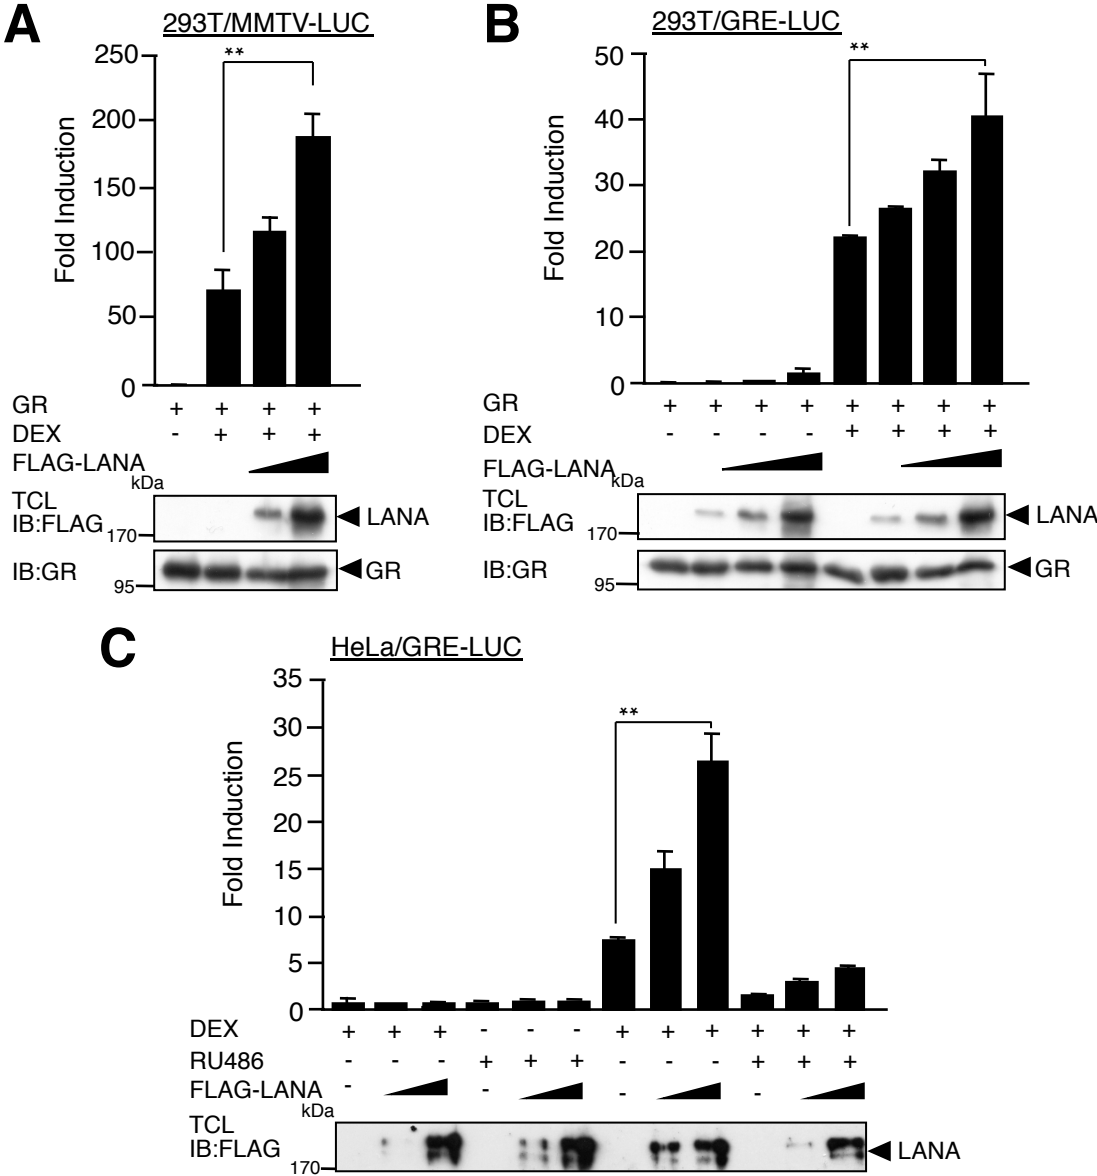 A
293T/MMTV-LUC
**
250
200
150
100
50
0
Fold Induction
GR + + + +
DEX - + + +
FLAG-LANA
kDa
TCL
IB:FLAG
170
LANA
IB:GR
95
GR
B
293T/GRE-LUC
**
50
40
30
20
10
0
Fold Induction
GR + + + + + + + +
DEX - - - - + + + +
FLAG-LANA
kDa
TCL
IB:FLAG
170
LANA
IB:GR
95
GR
C
HeLa/GRE-LUC
**
35
30
25
20
15
10
5
0
Fold Induction
DEX + + + - - - + + + + + +
RU486 - - - + + + - - - + + +
FLAG-LANA - - - -
kDa
TCL
IB:FLAG
170
LANA